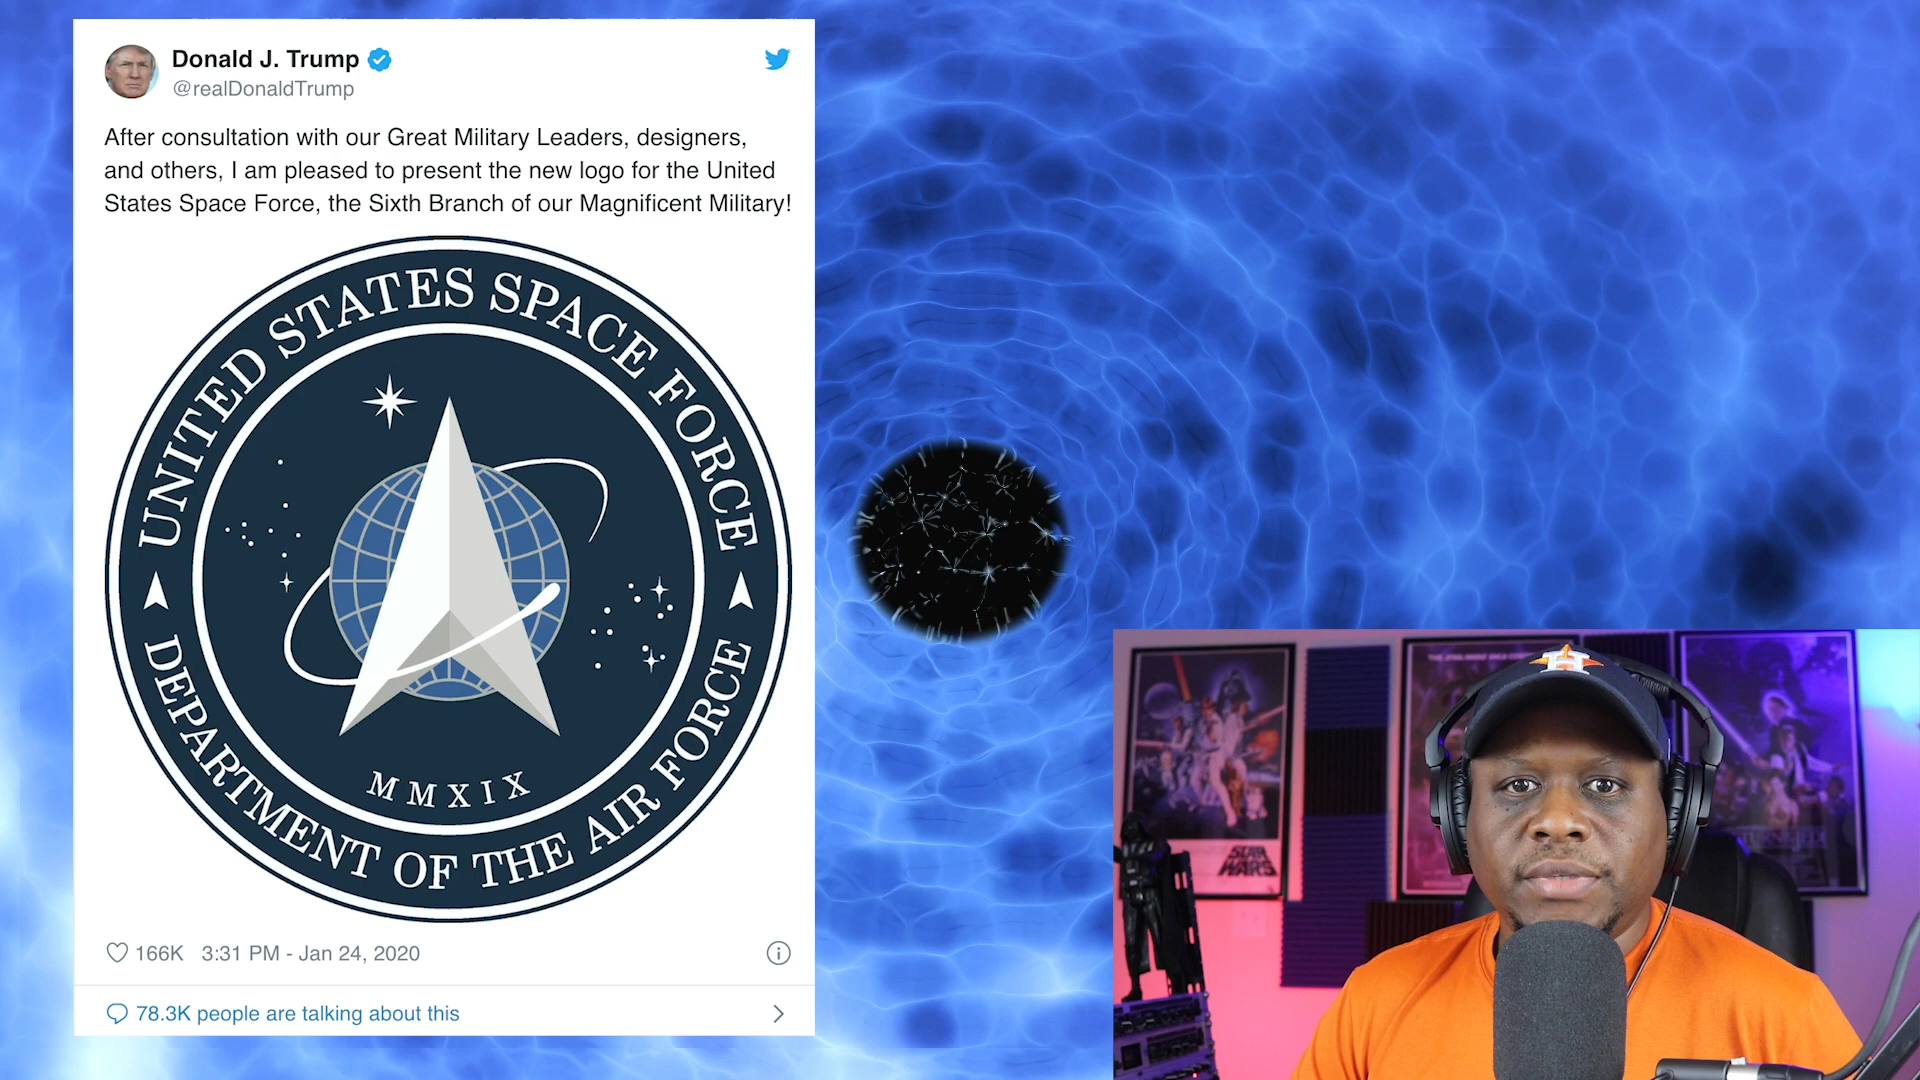 Donald J. Trump
@realDonaldTrump
After consultation with our Great Military Leaders, designers,
and others, I am pleased to present the new logo for the United
States Space Force, the Sixth Branch of our Magnificent Military!
UNITED STATES SPACE FORCE
MMXIX
DEPARTMENT OF THE AIR FORCE
166K 3:31 PM - Jan 24, 2020
78.3K people are talking about this
H
STAR
WARS